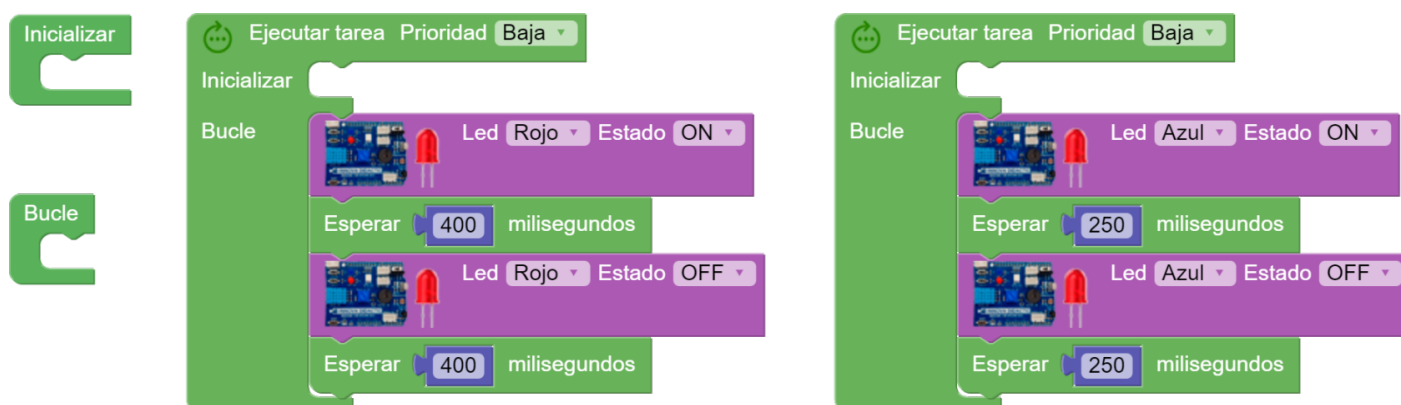 Inicializar
Bucle
Ejecutar tarea Prioridad Baja
Inicializar
Bucle
Led Rojo Estado ON
Esperar 400 milisegundos
Led Rojo Estado OFF
Esperar 400 milisegundos
Ejecutar tarea Prioridad Baja
Inicializar
Bucle
Led Azul Estado ON
Esperar 250 milisegundos
Led Azul Estado OFF
Esperar 250 milisegundos